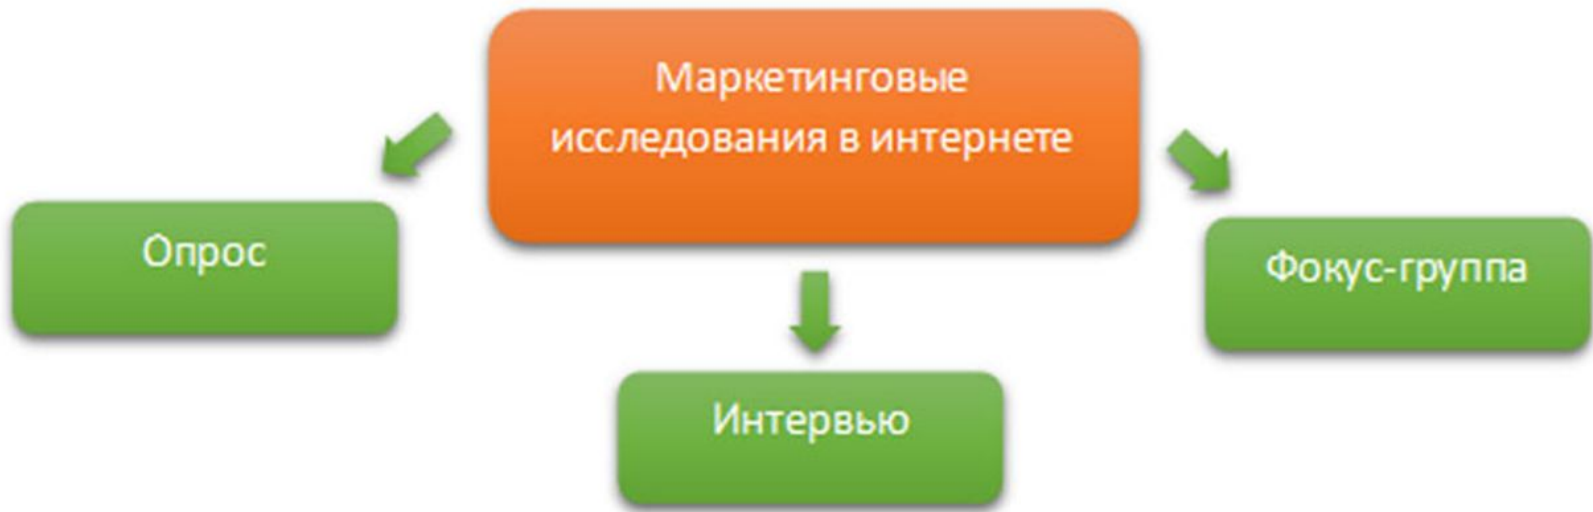 Маркетинговые
исследования в интернете
Опрос
Фокус-группа
Интервью